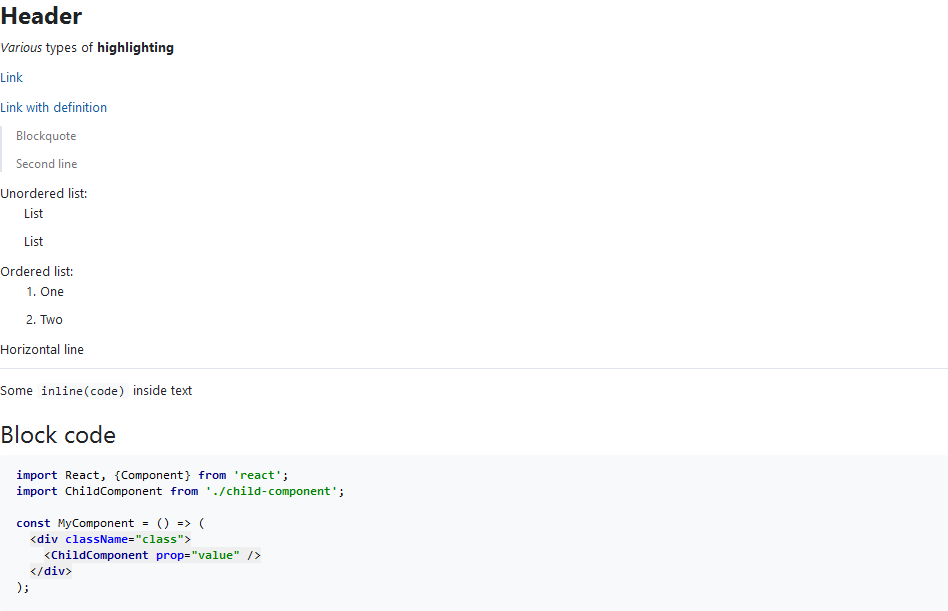 Header
Various types of highlighting
Link
Link with definition
Blockquote
Second line
Unordered list:
List
List
Ordered list:
1. One
2. Two
Horizontal line
Some inline(code) inside text
Block code
import React, {Component} from 'react';
import ChildComponent from './child-component';
const MyComponent = () => (
<div className="class">
<ChildComponent prop="value" />
</div>
);